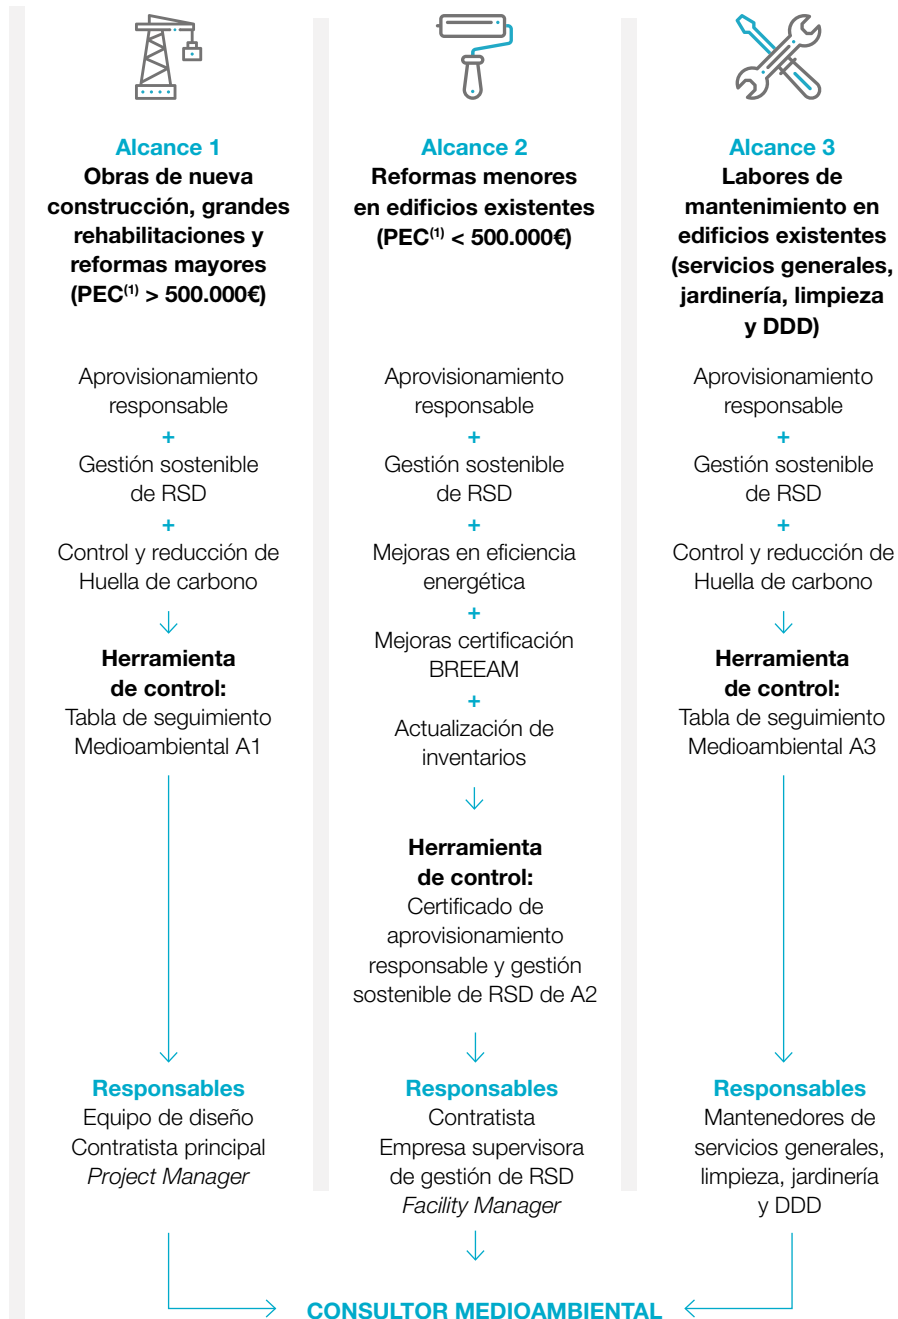 Alcance 1
Obras de nueva
construcción, grandes
rehabilitaciones y
reformas mayores
(PEC(1) > 500.000€)
Aprovisionamiento
responsable
+
Gestión sostenible
de RSD
+
Control y reducción de
Huella de carbono
Herramienta
de control:
Tabla de seguimiento
Medioambiental A1
Responsables
Equipo de diseño
Contratista principal
Project Manager
Alcance 2
Reformas menores
en edificios existentes
(PEC(1) < 500.000€)
Aprovisionamiento
responsable
+
Gestión sostenible
de RSD
+
Mejoras en eficiencia
energética
+
Mejoras certificación
BREEAM
+
Actualización de
inventarios
Herramienta
de control:
Certificado de
aprovisionamiento
responsable y gestión
sostenible de RSD de A2
Responsables
Contratista
Empresa supervisora
de gestión de RSD
Facility Manager
Alcance 3
Labores de
mantenimiento en
edificios existentes
(servicios generales,
jardinería, limpieza
y DDD)
Aprovisionamiento
responsable
+
Gestión sostenible
de RSD
+
Control y reducción de
Huella de carbono
Herramienta
de control:
Tabla de seguimiento
Medioambiental A3
Responsables
Mantenedores de
servicios generales,
limpieza, jardinería
y DDD
CONSULTOR MEDIOAMBIENTAL